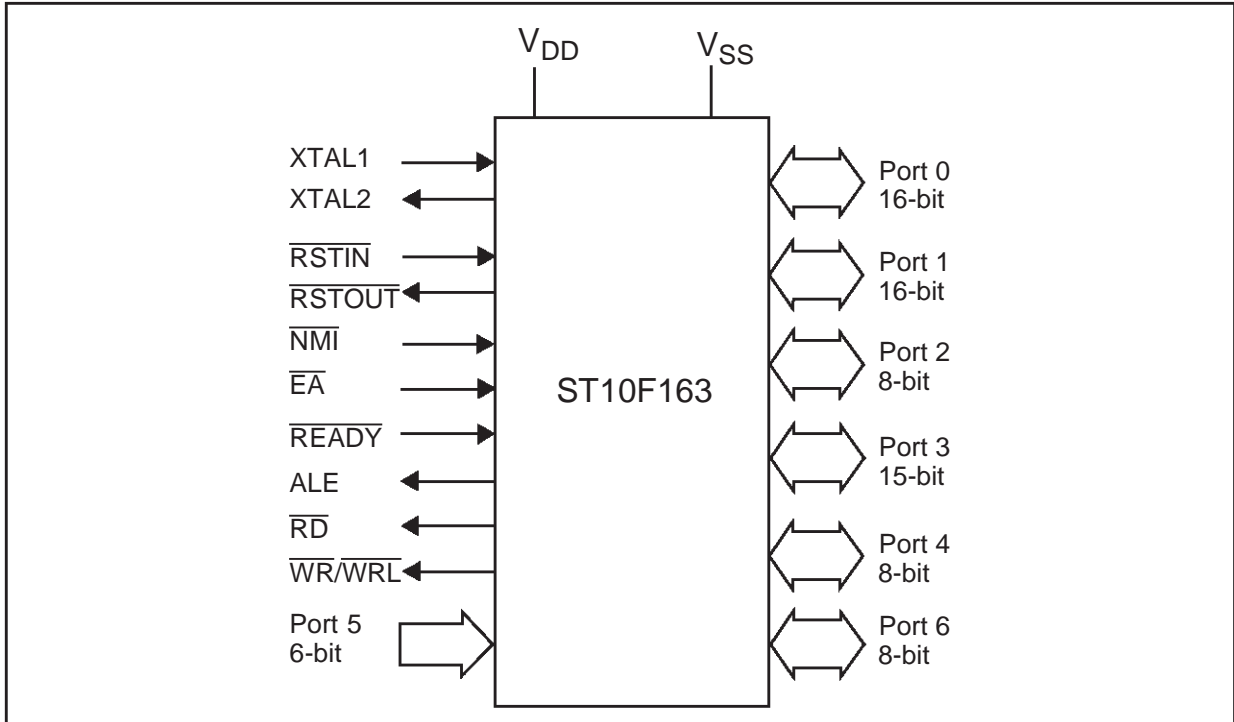 VDD
VSS
XTAL1
XTAL2
RSTIN
RSTOUT
NMI
EA
READY
ALE
RD
WR/WRL
Port 5
6-bit
ST10F163
Port 0
16-bit
Port 1
16-bit
Port 2
8-bit
Port 3
15-bit
Port 4
8-bit
Port 6
8-bit